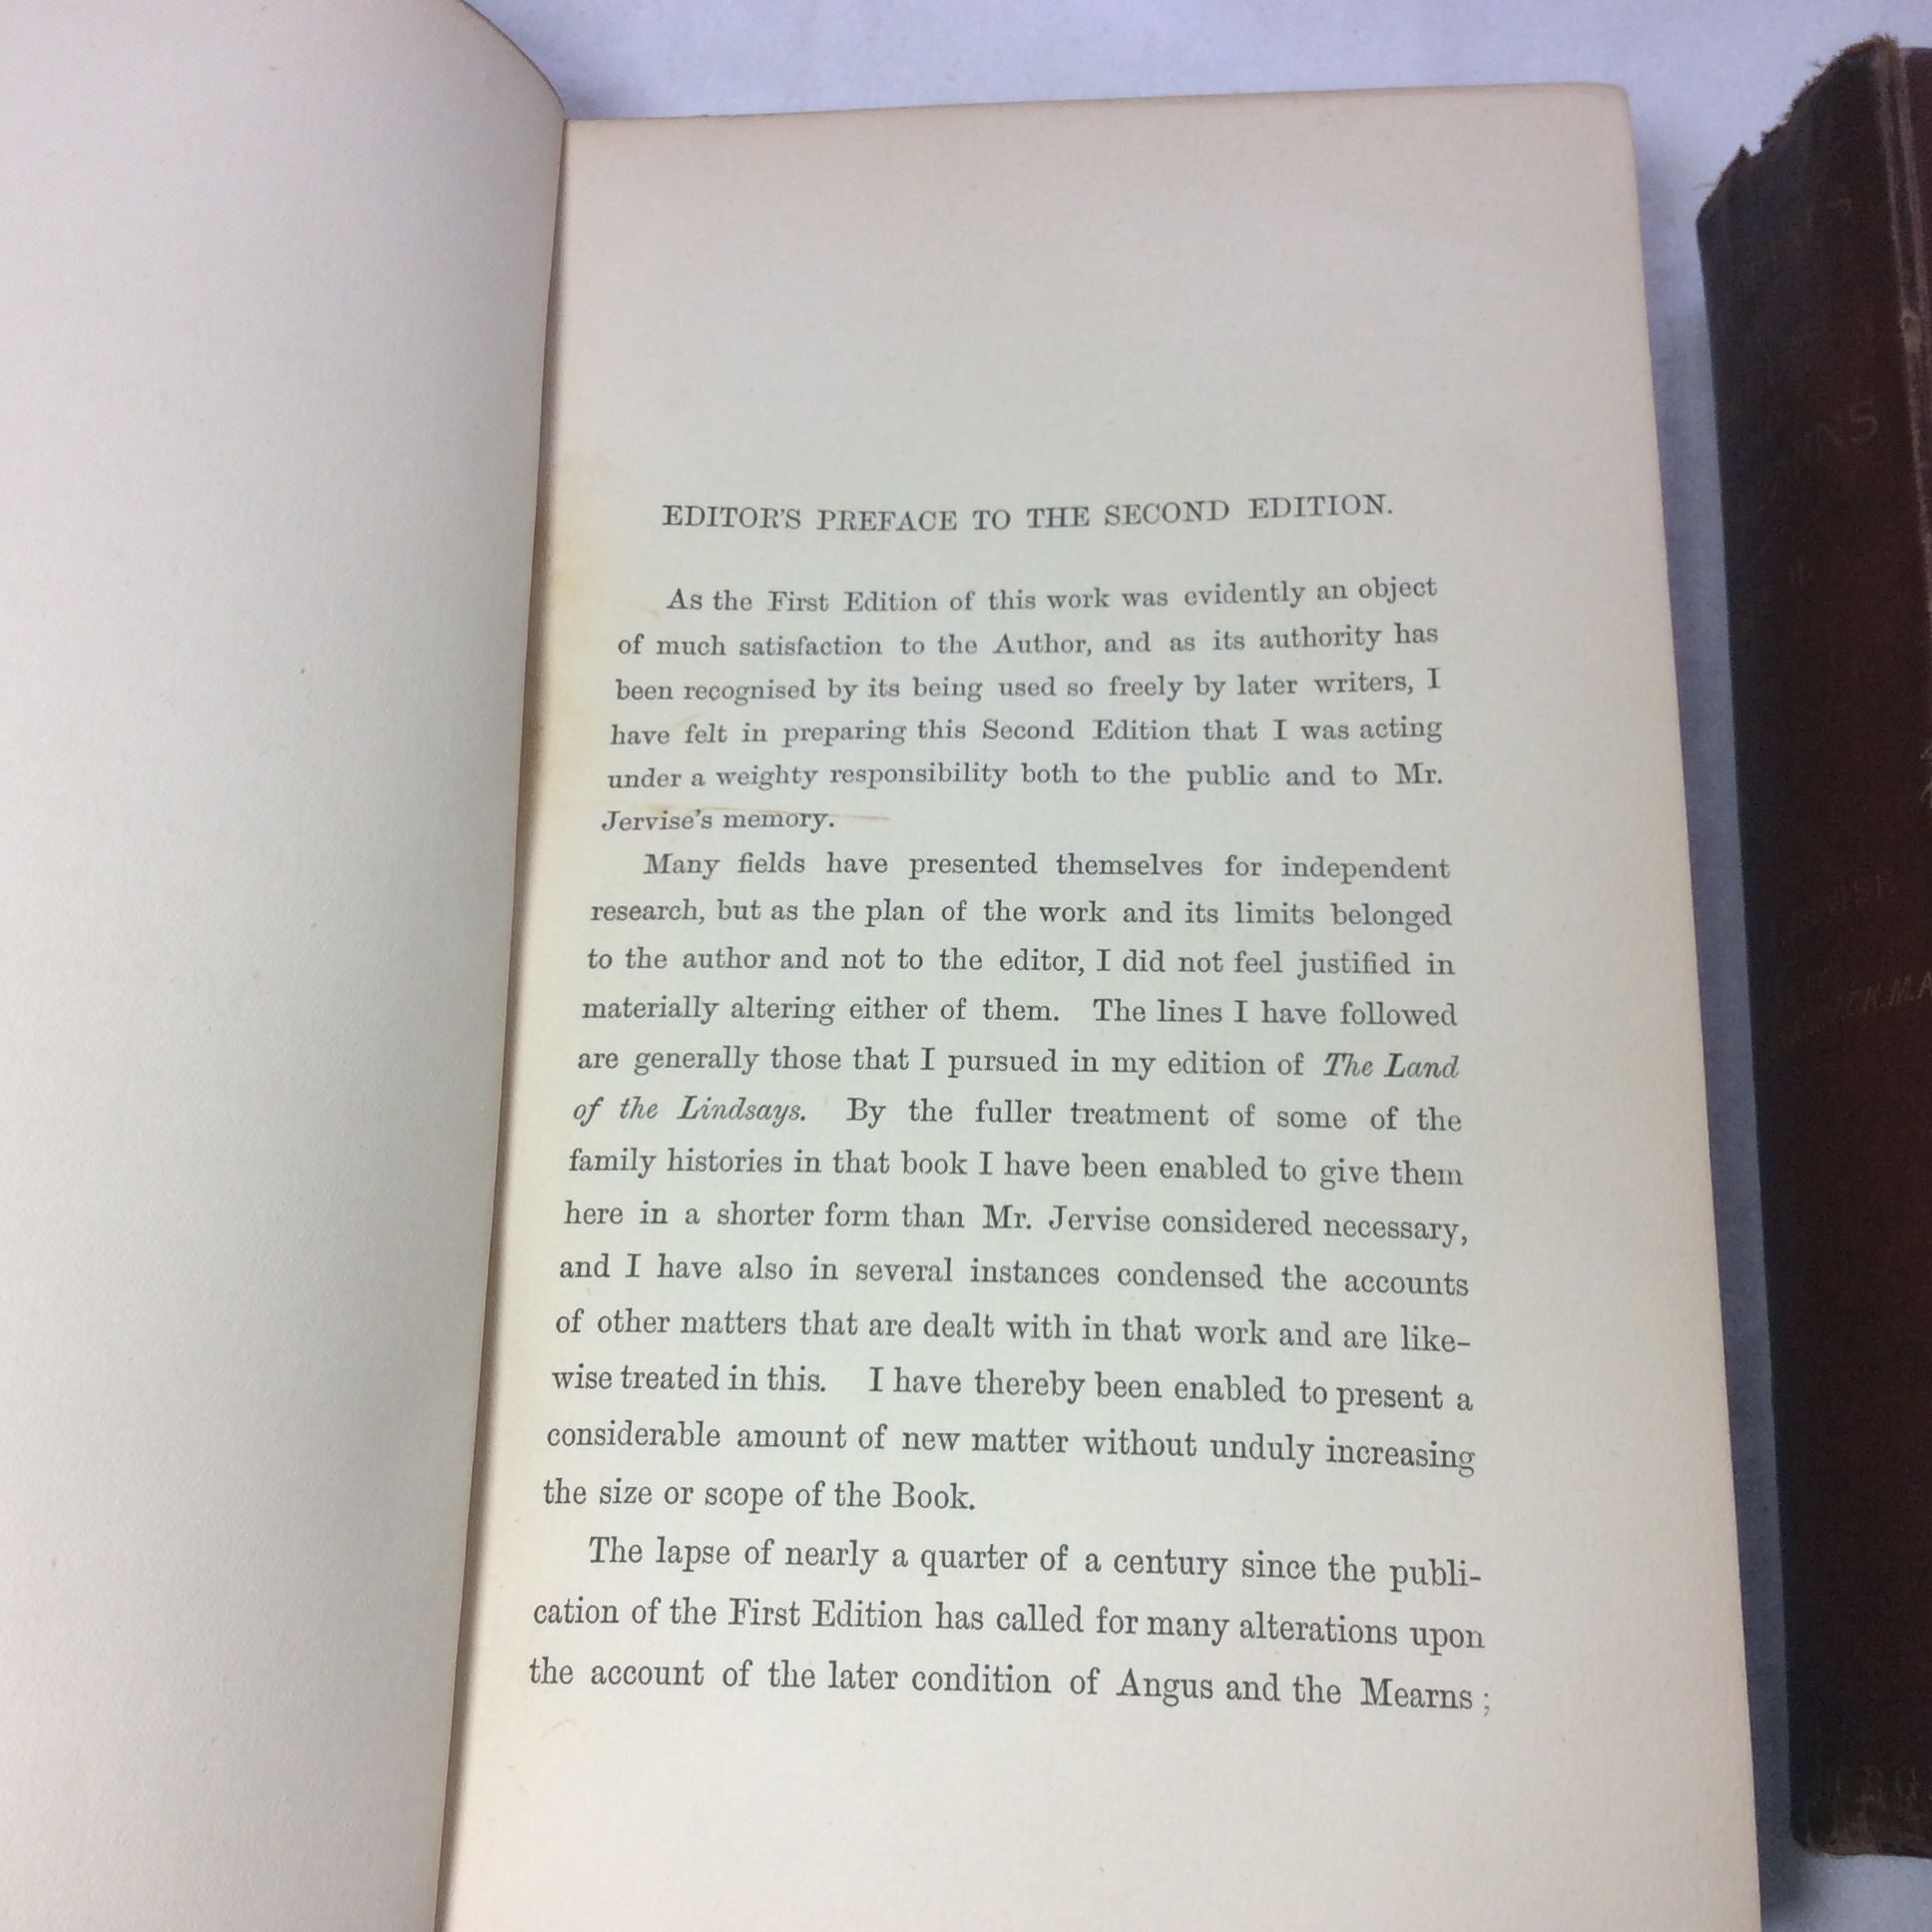 EDITOR'S PREFACE TO THE SECOND EDITION.
As the First Edition of this work was evidently an object
of much satisfaction to the Author, and as its authority has
been recognised by its being used so freely by later writers, I
have felt in preparing this Second Edition that I was acting
under a weighty responsibility both to the public and to Mr.
Jervise's memory.
Many fields have presented themselves for independent
research, but as the plan of the work and its limits belonged
to the author and not to the editor, I did not feel justified in
materially altering either of them. The lines I have followed
are generally those that I pursued in my edition of The Land
of the Lindsays. By the fuller treatment of some of the
family histories in that book I have been enabled to give them
here in a shorter form than Mr. Jervise considered necessary,
and I have also in several instances condensed the accounts
of other matters that are dealt with in that work and are like-
wise treated in this. I have thereby been enabled to present a
considerable amount of new matter without unduly increasing
the size or scope of the Book.
The lapse of nearly a quarter of a century since the publi-
cation of the First Edition has called for many alterations upon
the account of the later condition of Angus and the Mearns ;